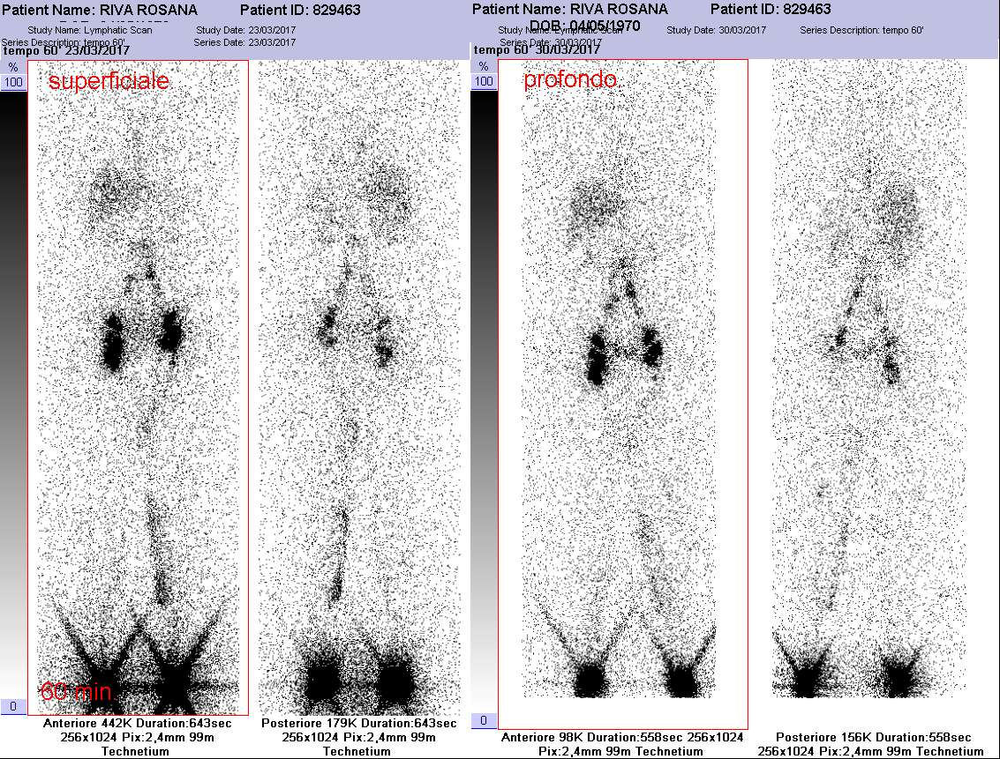 Patient Name: RIVA ROSANA Patient ID: 829463
Study Name: Lymphatic Scan Study Date: 23/03/2017
Series Description: tempo 60' Series Date: 23/03/2017
tempo 60' 23/03/2017
%
100
superficiale
60 min.
0
Anteriore 442K Duration:643sec
256x1024 Pix:2,4mm 99m
Technetium
Posteriore 179K Duration:643sec
256x1024 Pix:2,4mm 99m
Technetium
Patient Name: RIVA ROSANA Patient ID: 829463
DOB: 04/05/1970
Study Name: Lymphatic Scan Study Date: 30/03/2017 Series Description: tempo 60'
Series Date: 30/03/2017
tempo 60' 30/03/2017
%
100
profondo
0
Anteriore 98K Duration:558sec 256x1024
Pix:2,4mm 99m Technetium
Posteriore 156K Duration:558sec
256x1024 Pix:2,4mm 99m Technetium